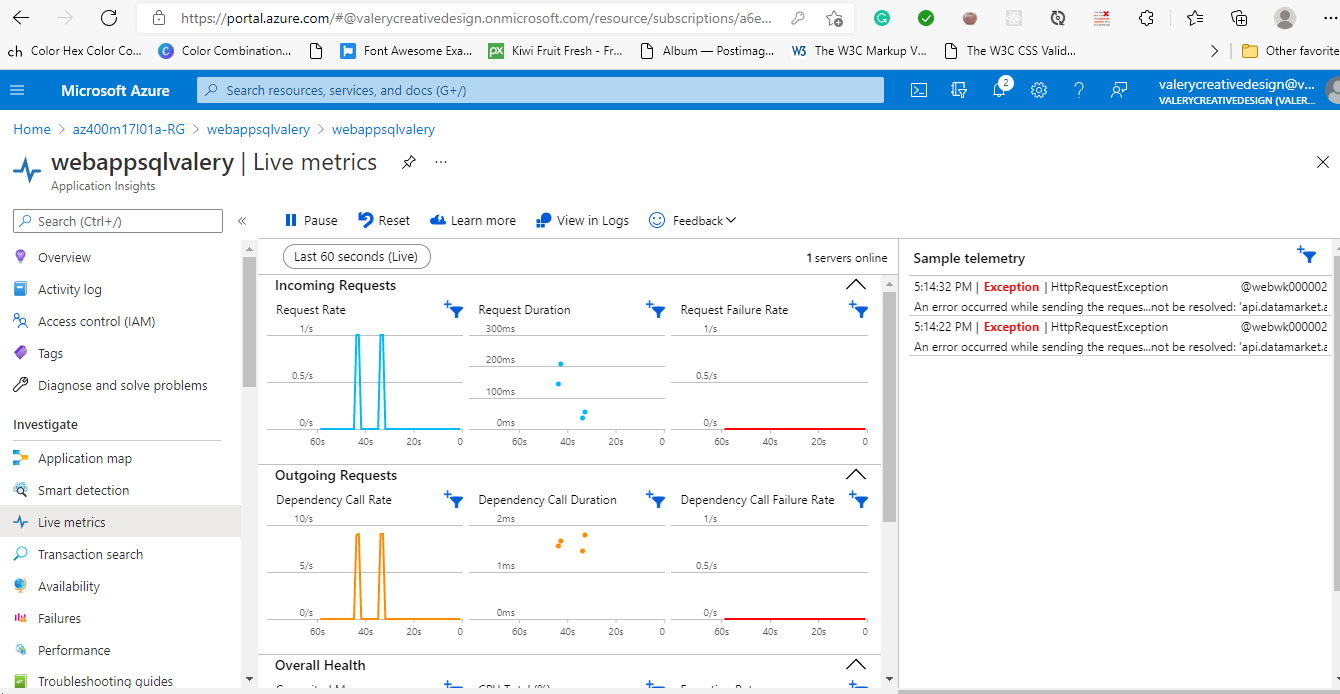 https://portal.azure.com/#@valerycreativedesign.onmicrosoft.com/resource/subscriptions/a6e...
ch Color Hex Color Co... Color Combination... Font Awesome Exa... Kiwi Fruit Fresh - Fr... Album — Postimag... W3 The W3C Markup V... The W3C CSS Valid... Other favorite
Microsoft Azure
Search resources, services, and docs (G+/)
2
valerycreativedesign@v...
VALERYCREATIVEDESIGN (VALER...
Home > az400m17l01a-RG > webappsqlvalery > webappsqlvalery
webappsqlvalery | Live metrics
Application Insights
Search (Ctrl+/)
Overview
Activity log
Access control (IAM)
Tags
Diagnose and solve problems
Investigate
Application map
Smart detection
Live metrics
Transaction search
Availability
Failures
Performance
Troubleshooting guides
Pause Reset Learn more View in Logs Feedback
Last 60 seconds (Live)
1 servers online
Incoming Requests
Request Rate
1/s
0.5/s
0/s
60s 40s 20s 0
Request Duration
300ms
200ms
100ms
0ms
60s 40s 20s 0
Request Failure Rate
1/s
0.5/s
0/s
60s 40s 20s 0
Outgoing Requests
Dependency Call Rate
10/s
5/s
0/s
60s 40s 20s 0
Dependency Call Duration
2ms
1ms
0ms
60s 40s 20s 0
Dependency Call Failure Rate
1/s
0.5/s
0/s
60s 40s 20s 0
Overall Health
Sample telemetry
5:14:32 PM | Exception | HttpRequestException @webwk000002
An error occurred while sending the reques...not be resolved: 'api.datamarket.a
5:14:22 PM | Exception | HttpRequestException @webwk000002
An error occurred while sending the reques...not be resolved: 'api.datamarket.a